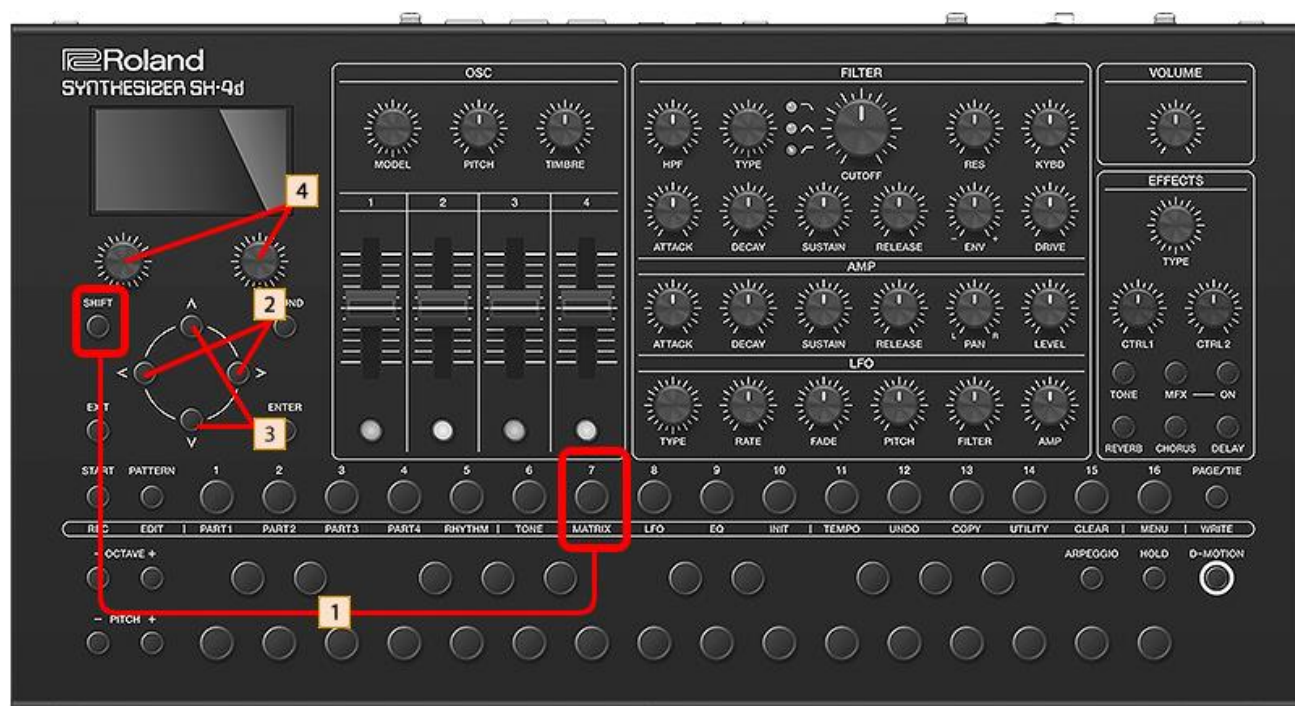 Roland
SYNTHESIZER SH-4d
OSC
MODEL PITCH TIMBRE
1 2 3 4
FILTER
HPF TYPE CUTOFF RES KYBD
ATTACK DECAY SUSTAIN RELEASE - ENV + DRIVE
AMP
ATTACK DECAY SUSTAIN RELEASE L PAN R LEVEL
LFO
TYPE RATE FADE PITCH FILTER AMP
VOLUME
EFFECTS
TYPE
CTRL1 CTRL2
TONE MFX ON
REVERB CHORUS DELAY
4
SHIFT 2 ND
< >
EXIT ENTER
3
START PATTERN 1 2 3 4 5 6 7 8 9 10 11 12 13 14 15 16 PAGE/TIE
REC EDIT PART1 PART2 PART3 PART4 RHYTHM TONE MATRIX LFO EQ INIT TEMPO UNDO COPY UTILITY CLEAR MENU WRITE
- OCTAVE + ARPEGGIO HOLD D-MOTION
1
- PITCH +